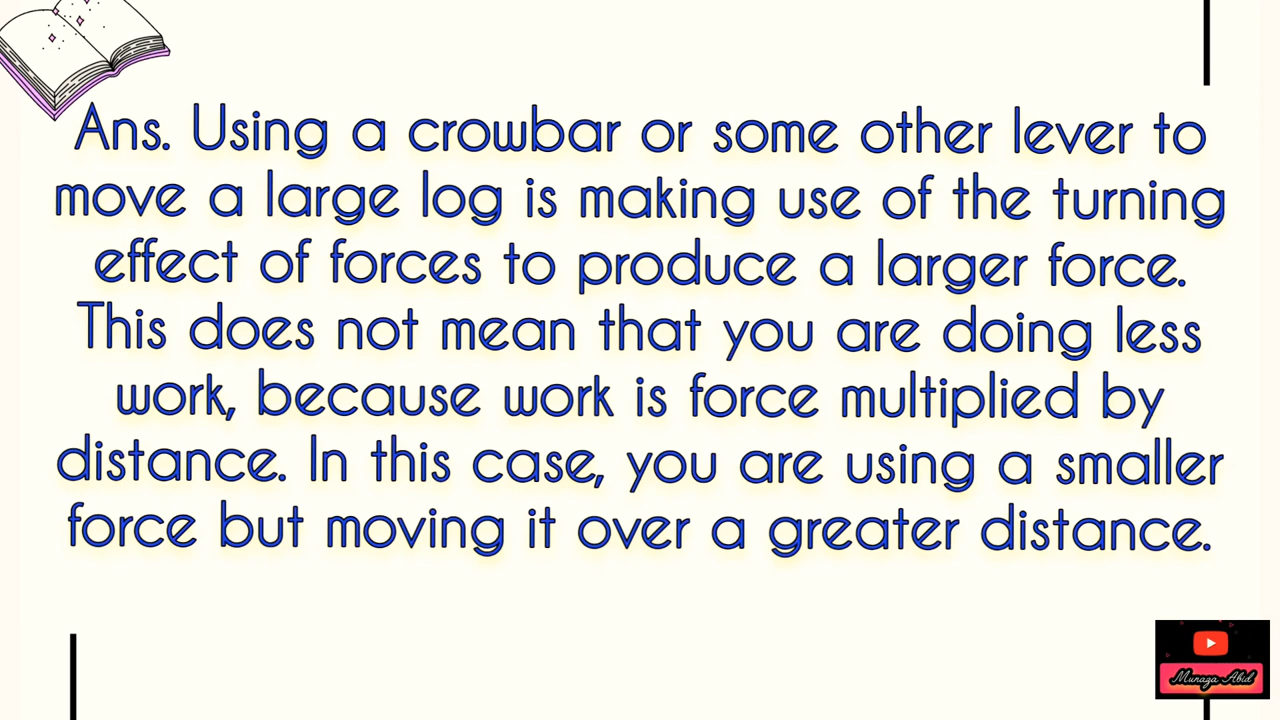 Ans. Using a crowbar or some other lever to
move a large log is making use of the turning
effect of forces to produce a larger force.
This does not mean that you are doing less
work, because work is force multiplied by
distance. In this case, you are using a smaller
force but moving it over a greater distance.
Munaza Abid